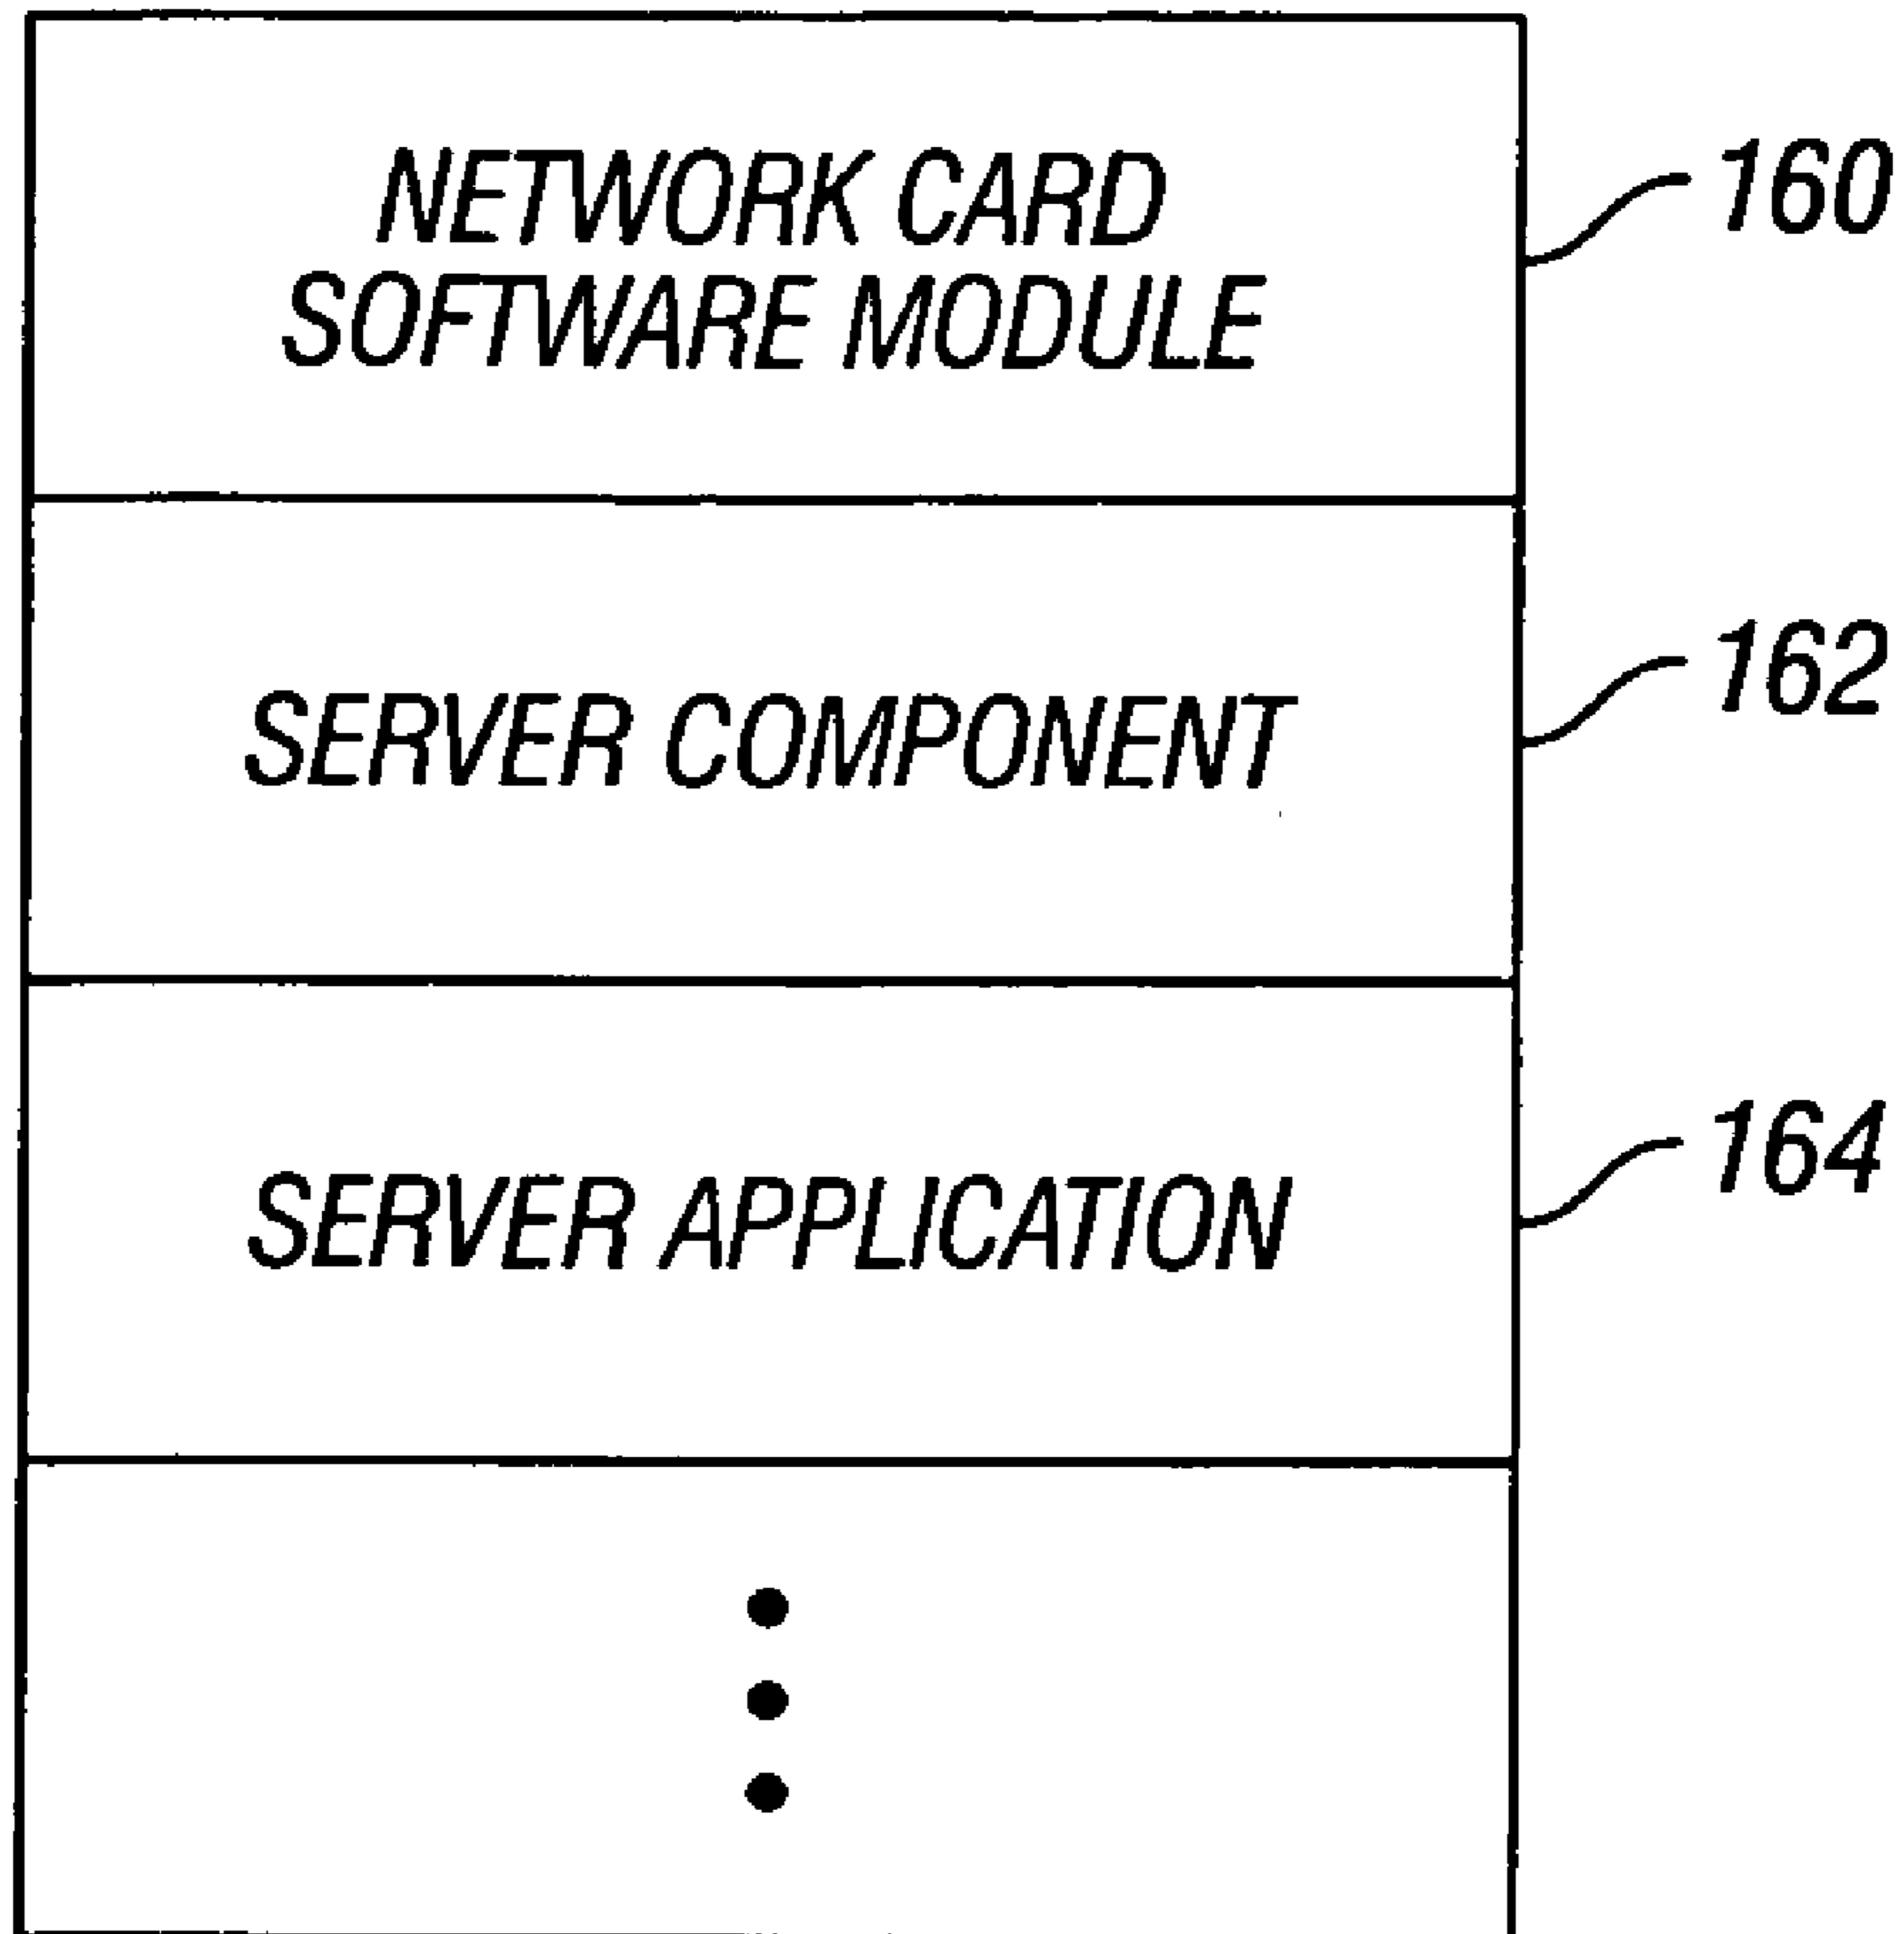 NETWORK CARD
SOFTWARE MODULE
160
SERVER COMPONENT
162
SERVER APPLICATION
164